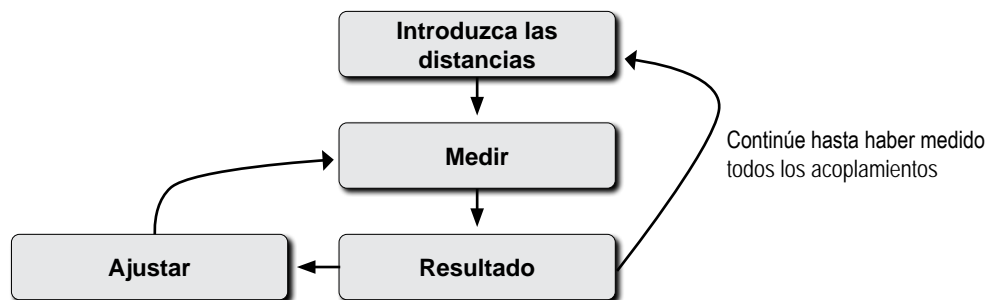 Introduzca las
distancias
Medir
Continúe hasta haber medido
todos los acoplamientos
Ajustar
Resultado